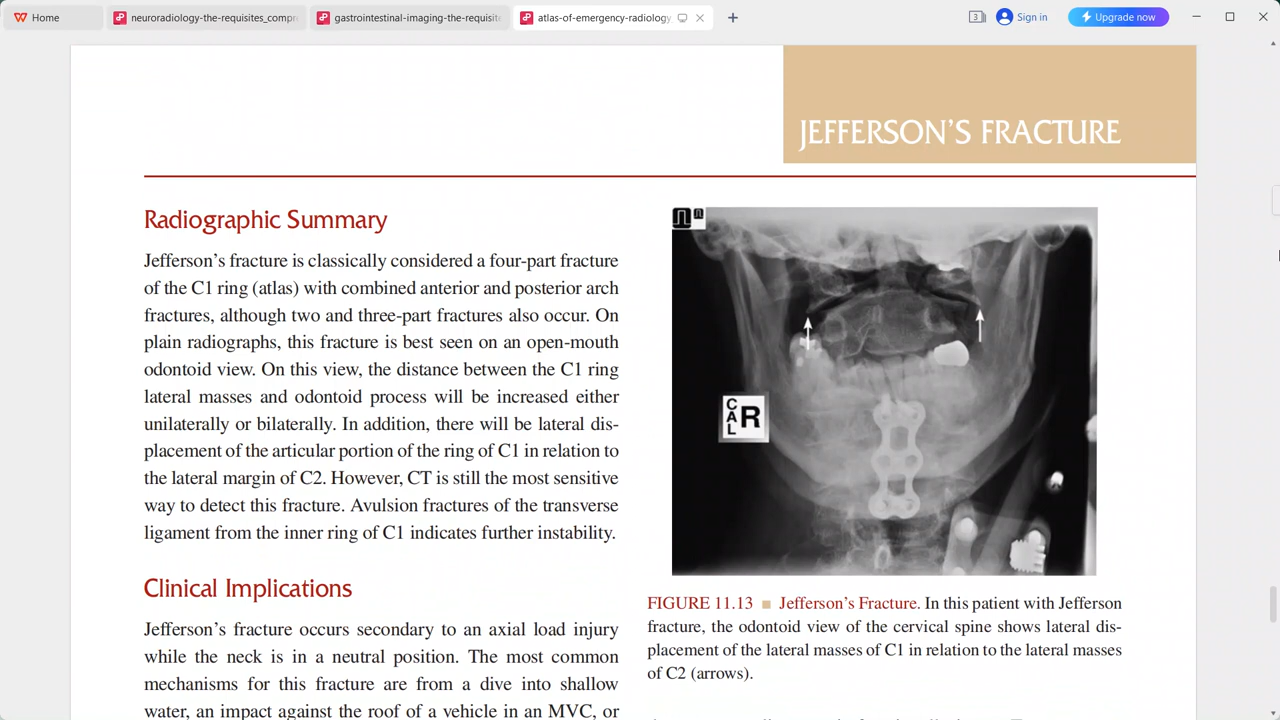 Home
neuroradiology-the-requisites_compre
gastrointestinal-imaging-the-requisite
atlas-of-emergency-radiology
3
Sign in
Upgrade now
JEFFERSON'S FRACTURE
Radiographic Summary
Jefferson's fracture is classically considered a four-part fracture
of the C1 ring (atlas) with combined anterior and posterior arch
fractures, although two and three-part fractures also occur. On
plain radiographs, this fracture is best seen on an open-mouth
odontoid view. On this view, the distance between the C1 ring
lateral masses and odontoid process will be increased either
unilaterally or bilaterally. In addition, there will be lateral dis-
placement of the articular portion of the ring of C1 in relation to
the lateral margin of C2. However, CT is still the most sensitive
way to detect this fracture. Avulsion fractures of the transverse
ligament from the inner ring of C1 indicates further instability.
Clinical Implications
Jefferson's fracture occurs secondary to an axial load injury
while the neck is in a neutral position. The most common
mechanisms for this fracture are from a dive into shallow
water, an impact against the roof of a vehicle in an MVC, or
CAL R
FIGURE 11.13 ■ Jefferson's Fracture. In this patient with Jefferson
fracture, the odontoid view of the cervical spine shows lateral dis-
placement of the lateral masses of C1 in relation to the lateral masses
of C2 (arrows).